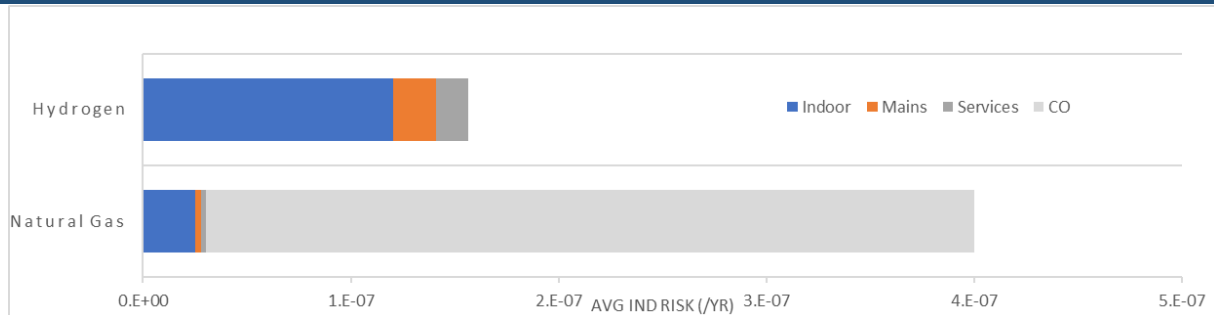 Hydrogen
Indoor Mains Services CO
Natural Gas
0.E+00 1.E-07 2.E-07 3.E-07 4.E-07 5.E-07
AVG IND RISK (/YR)